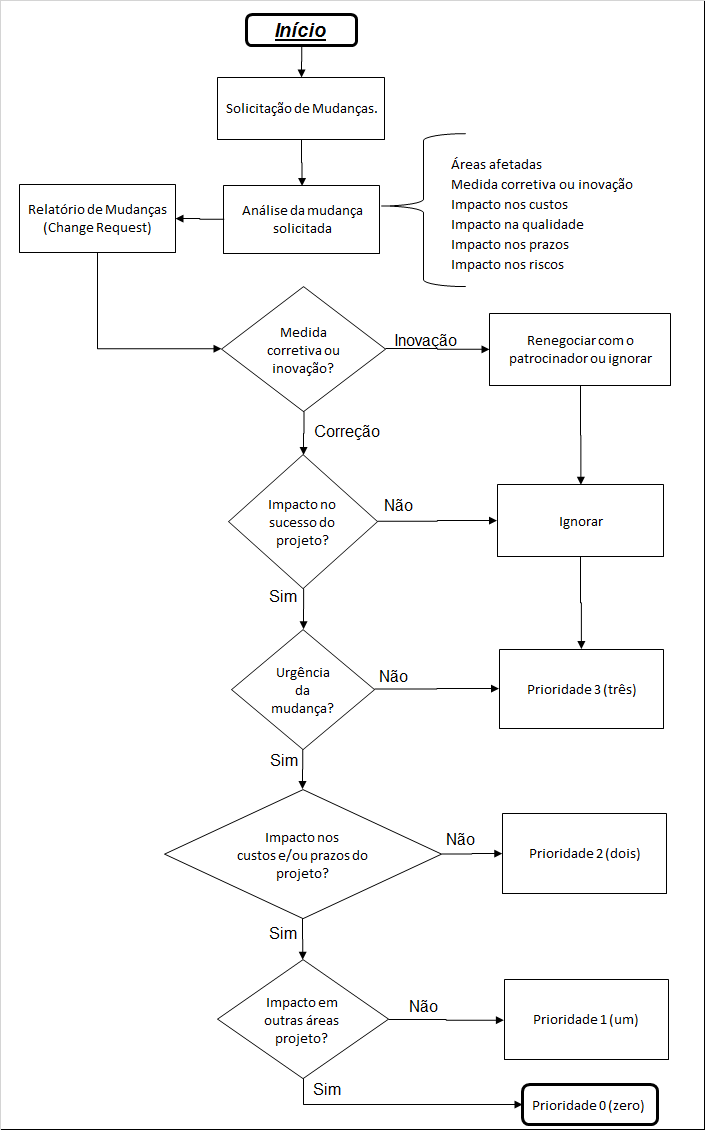 Início
Solicitação de Mudanças.
Áreas afetadas
Medida corretiva ou inovação
Impacto nos custos
Impacto na qualidade
Impacto nos prazos
Impacto nos riscos
Análise da mudança
solicitada
Relatório de Mudanças
(Change Request)
Medida
corretiva ou
inovação?
Inovação
Renegociar com o
patrocinador ou ignorar
Correção
Impacto no
sucesso do
projeto?
Não
Ignorar
Sim
Urgência
da
mudança?
Não
Prioridade 3 (três)
Sim
Impacto nos
custos e/ou prazos do
projeto?
Não
Prioridade 2 (dois)
Sim
Impacto em
outras áreas
projeto?
Não
Prioridade 1 (um)
Sim
Prioridade 0 (zero)